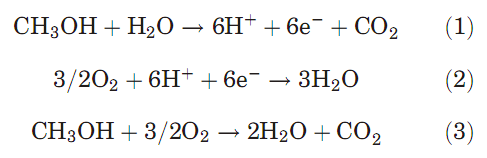 CH₃OH + H₂O → 6H⁺ + 6e⁻ + CO₂ (1)
3/2O₂ + 6H⁺ + 6e⁻ → 3H₂O (2)
CH₃OH + 3/2O₂ → 2H₂O + CO₂ (3)